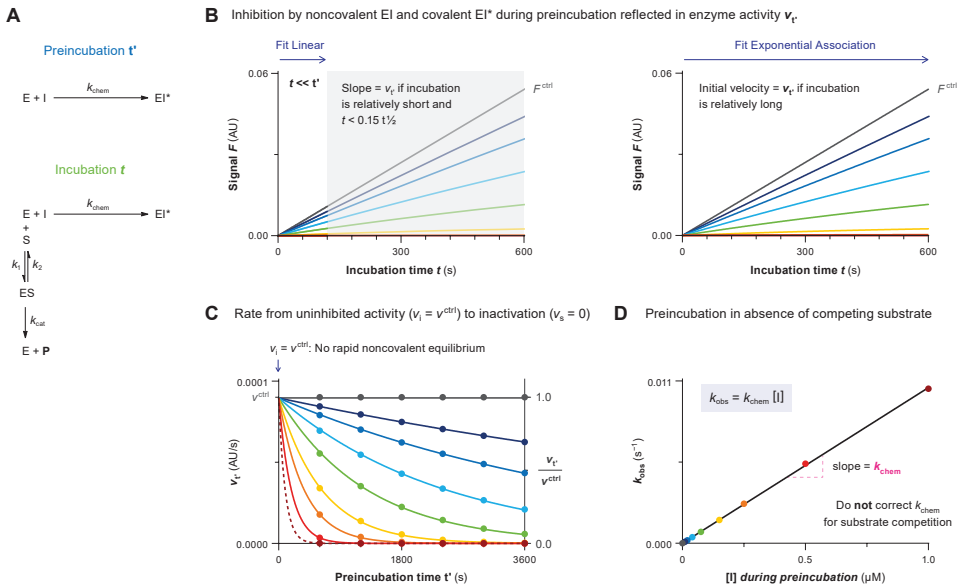 A
Preincubation t'
k chem
E + I
EI*
Incubation t
k chem
E + I
EI*
+
S
k1
k2
ES
kcat
E + P
B
Inhibition by noncovalent EI and covalent EI* during preincubation reflected in enzyme activity vt'.
Fit Linear
0.06
t << t'
Slope = vt' if incubation
is relatively short and
t < 0.15 t½
F ctrl
Signal F (AU)
0.00
0
300
600
Incubation time t (s)
Fit Exponential Association
0.06
Initial velocity = vt' if incubation
is relatively long
F ctrl
Signal F (AU)
0.00
0
300
600
Incubation time t (s)
C
Rate from uninhibited activity (vi = vctrl) to inactivation (vs = 0)
vi = vctrl: No rapid noncovalent equilibrium
0.0001
vctrl
1.0
vt' (AU/s)
vt'
vctrl
0.0000
0.0
0
1800
3600
Preincubation time t' (s)
D
Preincubation in absence of competing substrate
0.011
kobs = kchem [I]
kobs (s⁻¹)
slope = kchem
Do not correct kchem
for substrate competition
0.000
0
0.5
1.0
[I] during preincubation (µM)